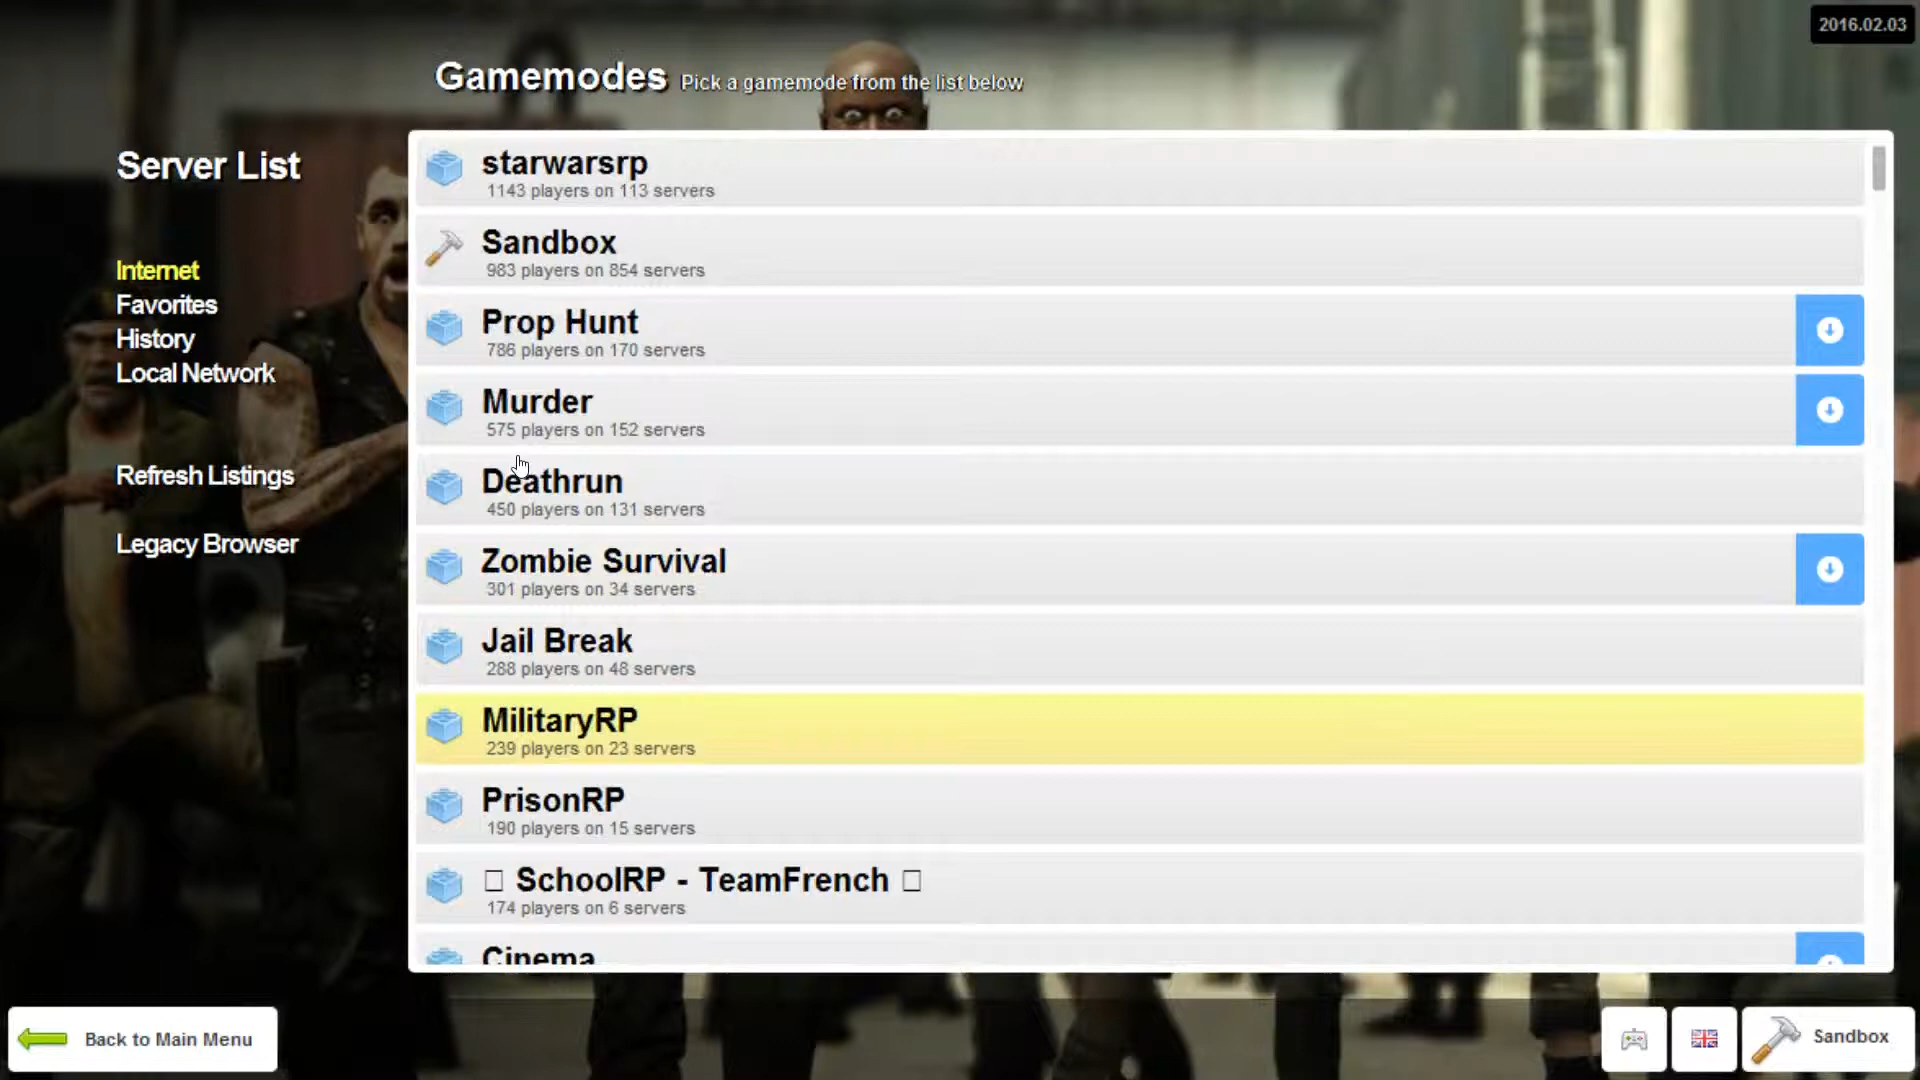 2016.02.03
Gamemodes Pick a gamemode from the list below
Server List
Internet
Favorites
History
Local Network
Refresh Listings
Legacy Browser
starwarsrp
1143 players on 113 servers
Sandbox
983 players on 854 servers
Prop Hunt
786 players on 170 servers
Murder
575 players on 152 servers
Deathrun
450 players on 131 servers
Zombie Survival
301 players on 34 servers
Jail Break
288 players on 48 servers
MilitaryRP
239 players on 23 servers
PrisonRP
190 players on 15 servers
SchoolRP - TeamFrench
174 players on 6 servers
Cinema
Back to Main Menu
Sandbox